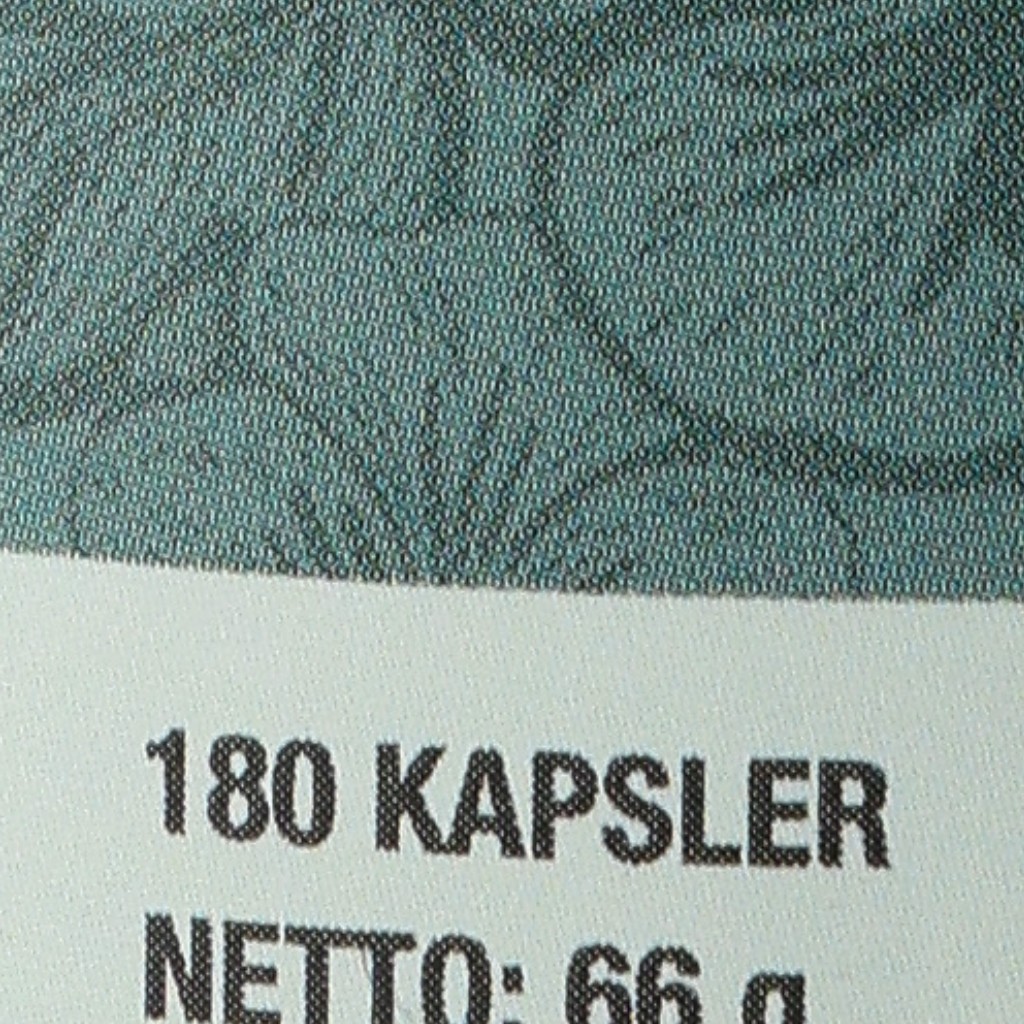 180 KAPSLER
NETTO: 66 g